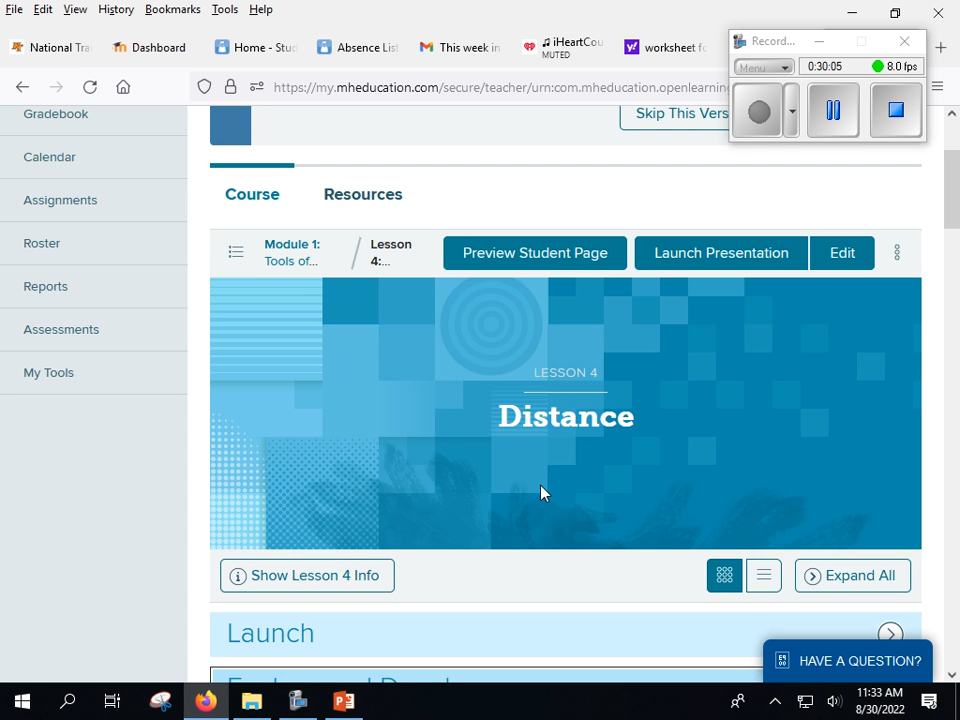 File Edit View History Bookmarks Tools Help
National Tra
Dashboard
Home - Stud
Absence List
This week in
iHeartCou
MUTED
worksheet fo
Record...
Menu
0:30:05
8.0 fps
https://my.mheducation.com/secure/teacher/urn:com.mheducation.openlearning
Gradebook
Calendar
Assignments
Roster
Reports
Assessments
My Tools
Skip This Vers
Course
Resources
Module 1:
Tools of...
Lesson
4:...
Preview Student Page
Launch Presentation
Edit
LESSON 4
Distance
Show Lesson 4 Info
Expand All
Launch
HAVE A QUESTION?
11:33 AM
8/30/2022